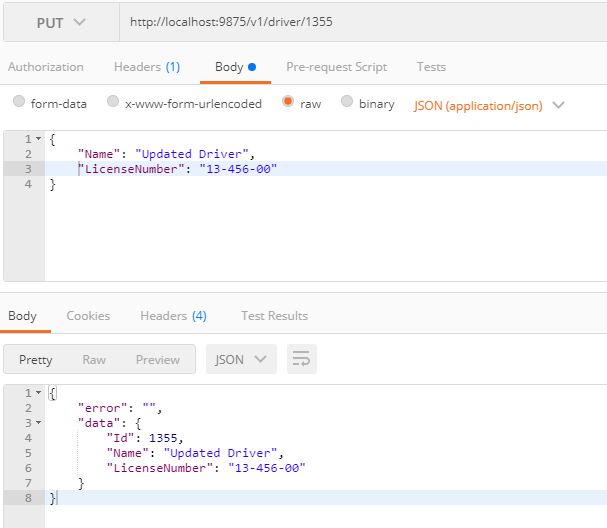 PUT http://localhost:9875/v1/driver/1355
Authorization Headers (1) Body Pre-request Script Tests
form-data x-www-form-urlencoded raw binary JSON (application/json)
1 {
2 "Name": "Updated Driver",
3 "LicenseNumber": "13-456-00"
4 }
Body Cookies Headers (4) Test Results
Pretty Raw Preview JSON
1 {
2 "error": "",
3 "data": {
4 "Id": 1355,
5 "Name": "Updated Driver",
6 "LicenseNumber": "13-456-00"
7 }
8 }